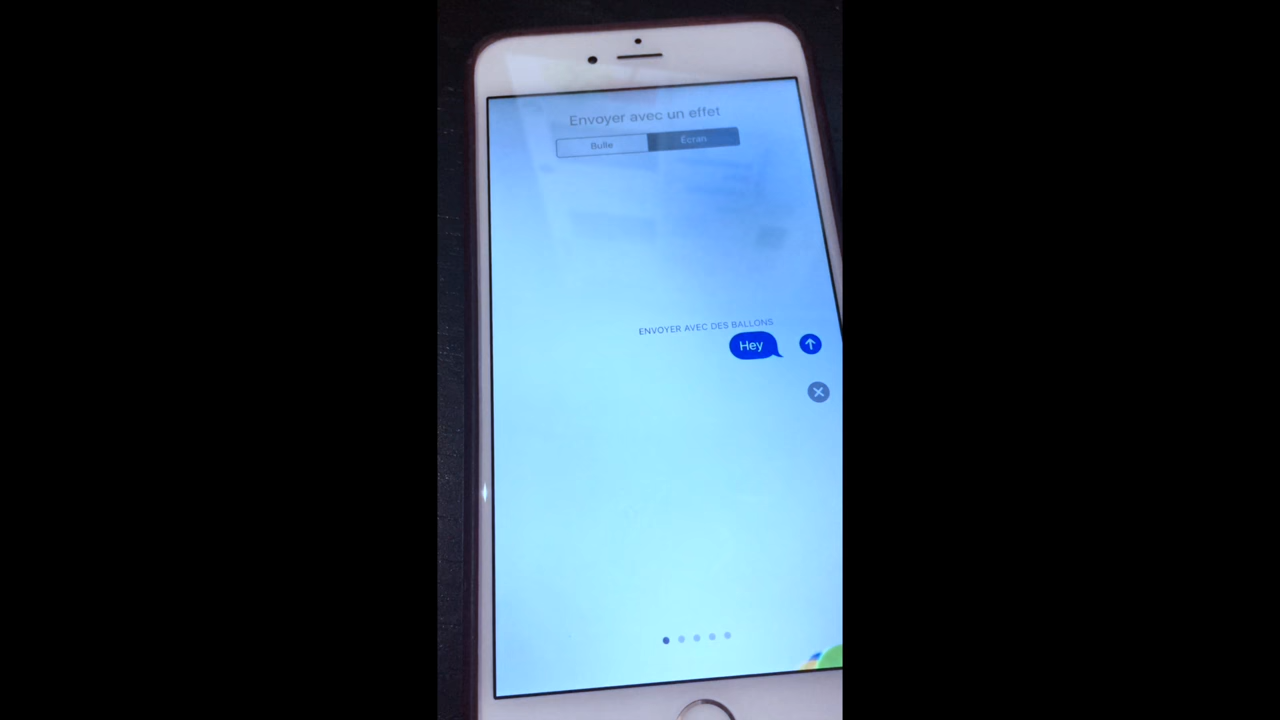 Envoyer avec un effet
Bulle Écran
ENVOYER AVEC DES BALLONS
Hey